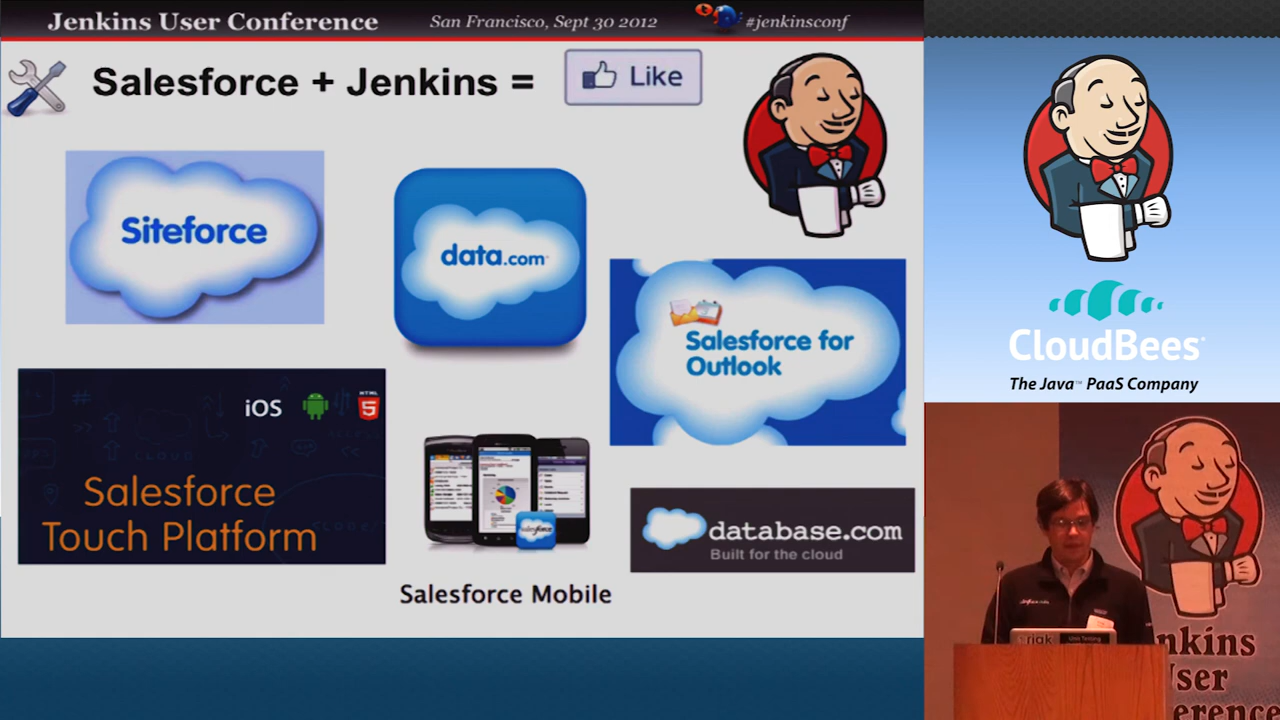 Jenkins User Conference
San Francisco, Sept 30 2012
#jenkinsconf
Salesforce + Jenkins =
Like
Siteforce
data.com
Salesforce for
Outlook
iOS
HTML
5
Salesforce
Touch Platform
salesforce
Salesforce Mobile
database.com
Built for the cloud
CloudBees
The Java™ PaaS Company
riak
Unit Testing
Jenkins
User